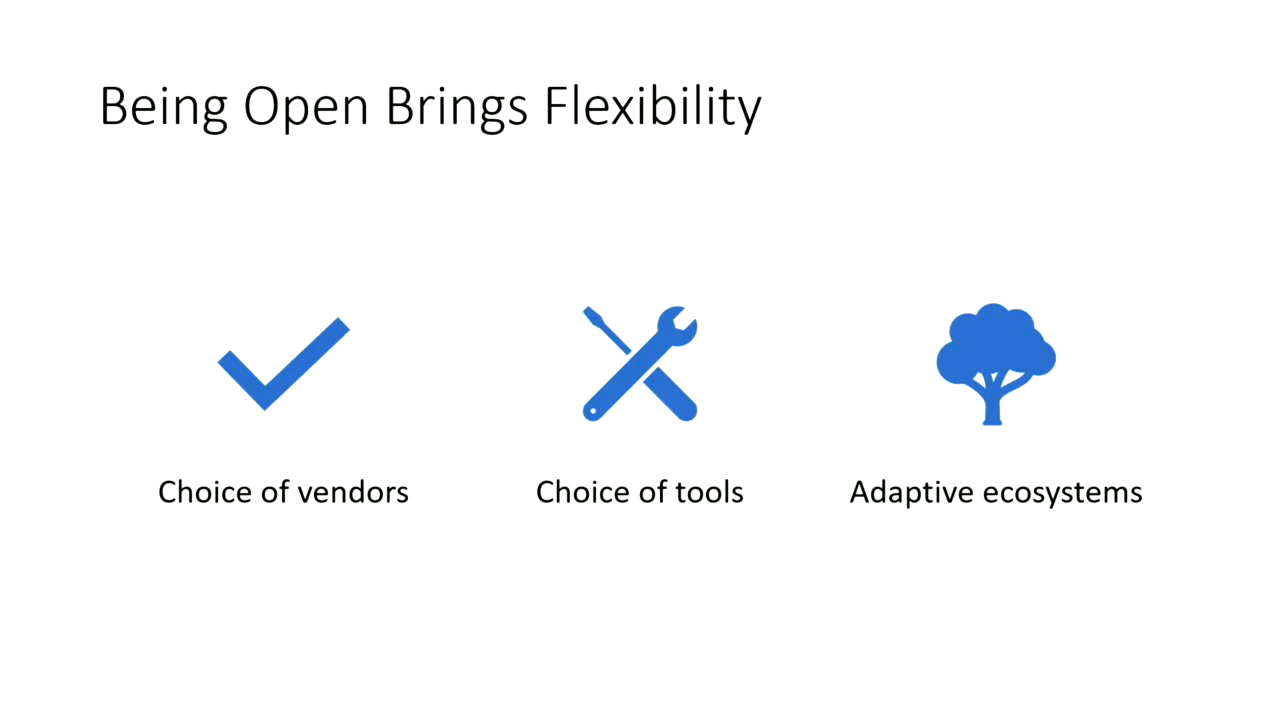 Being Open Brings Flexibility
Choice of vendors
Choice of tools
Adaptive ecosystems